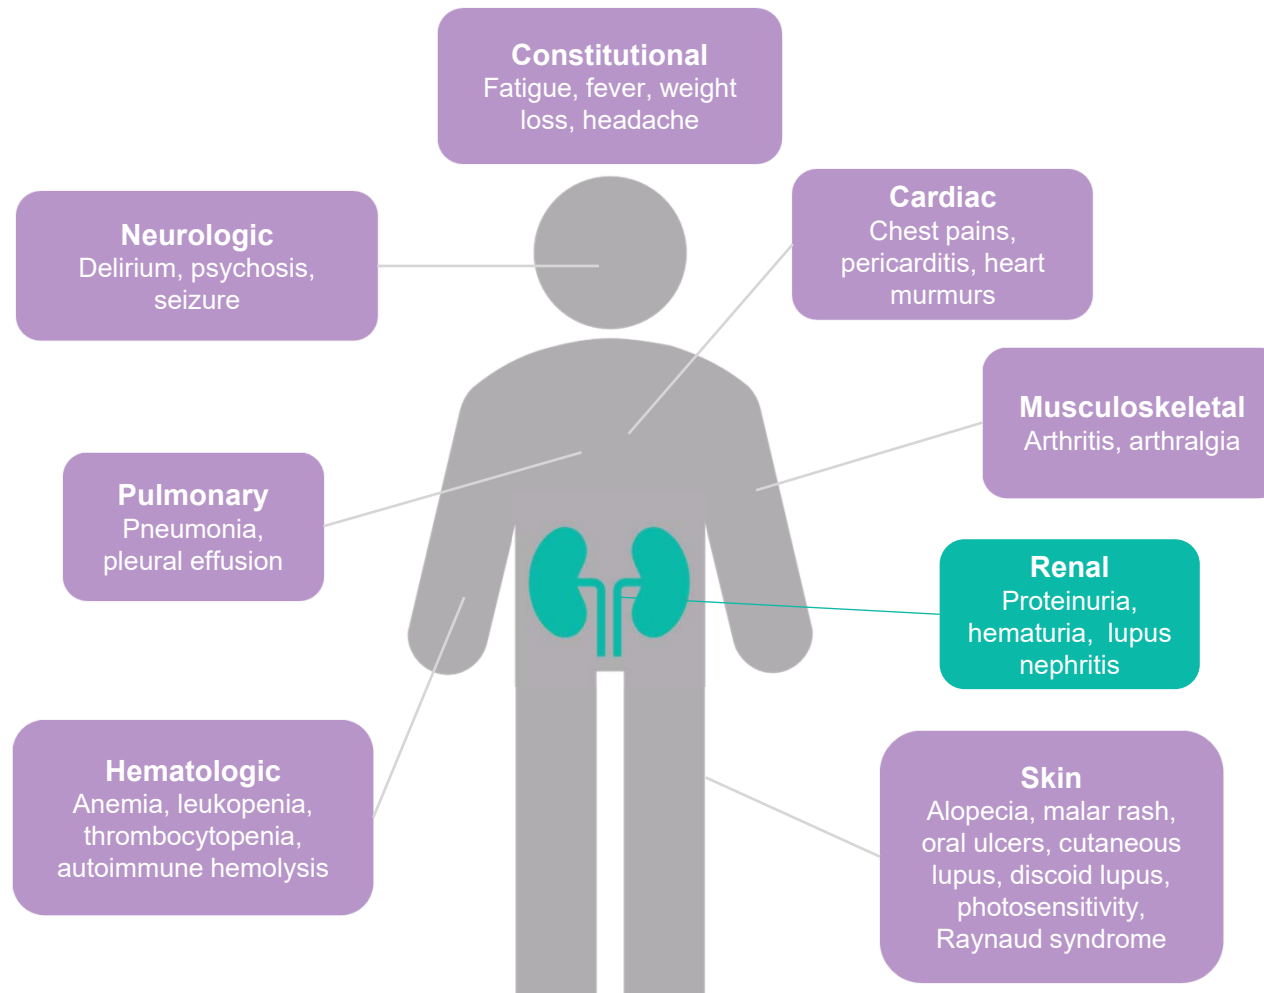 Constitutional
Fatigue, fever, weight
loss, headache
Neurologic
Delirium, psychosis,
seizure
Cardiac
Chest pains,
pericarditis, heart
murmurs
Musculoskeletal
Arthritis, arthralgia
Pulmonary
Pneumonia,
pleural effusion
Renal
Proteinuria,
hematuria,  lupus
nephritis
Hematologic
Anemia, leukopenia,
thrombocytopenia,
autoimmune hemolysis
Skin
Alopecia, malar rash,
oral ulcers, cutaneous
lupus, discoid lupus,
photosensitivity,
Raynaud syndrome